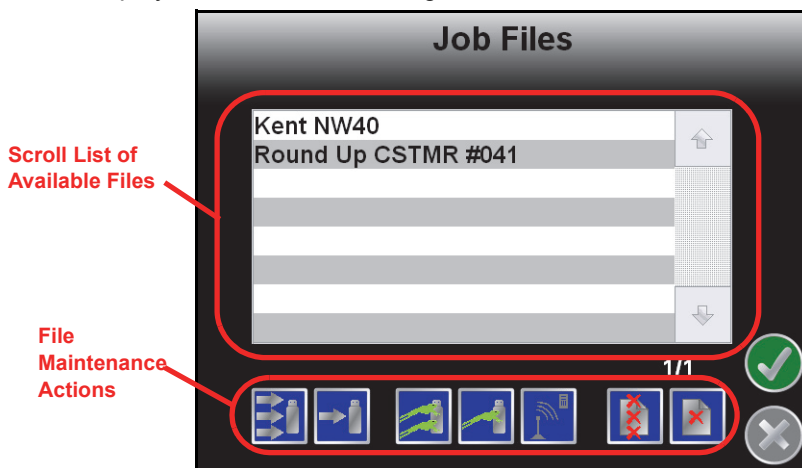 Job Files
Kent NW40
Round Up CSTMR #041
Scroll List of
Available Files
File
Maintenance
Actions
1/1